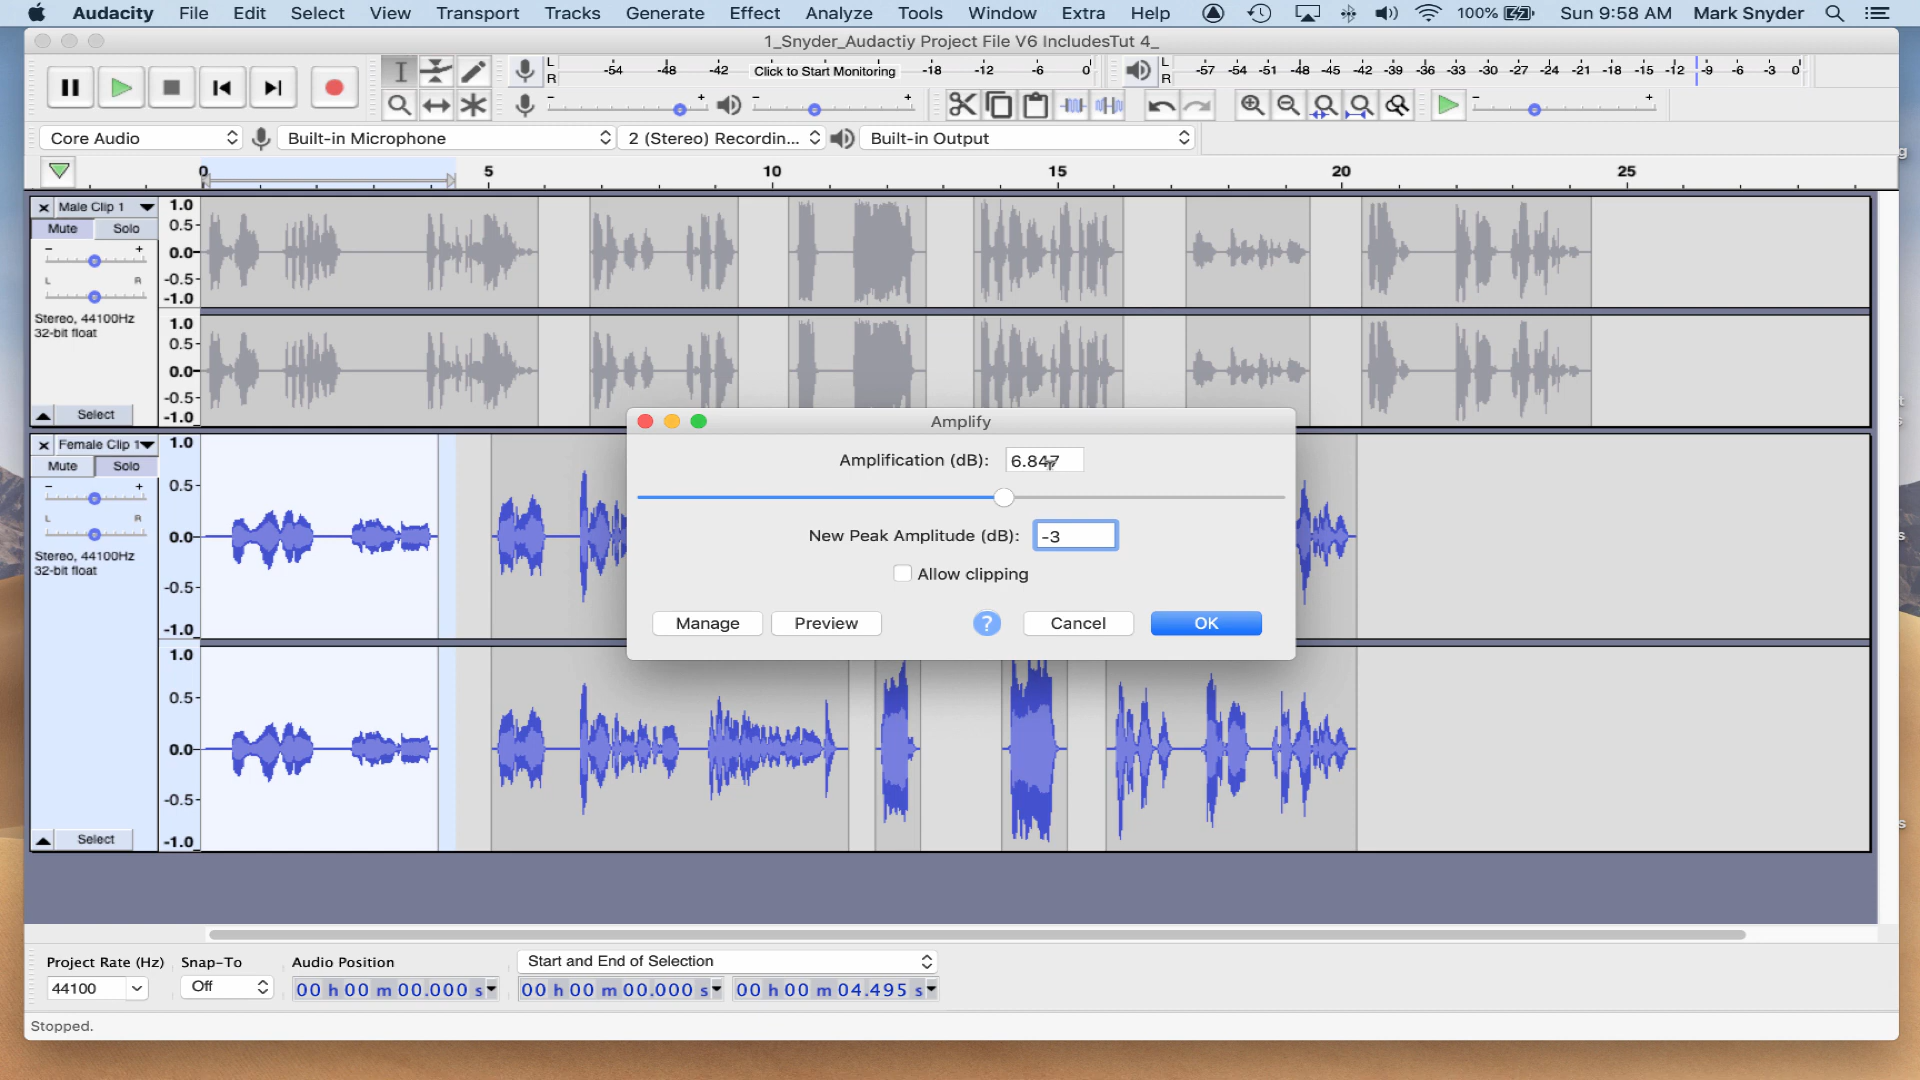 Audacity File Edit Select View Transport Tracks Generate Effect Analyze Tools Window Extra Help 100% Sun 9:58 AM Mark Snyder
1_Snyder_Audactiy Project File V6 IncludesTut 4_
L R -54 -48 -42 Click to Start Monitoring -18 -12 -6 0 L R -57 -54 -51 -48 -45 -42 -39 -36 -33 -30 -27 -24 -21 -18 -15 -12 -9 -6 -3 0
- + - + - +
Core Audio Built-in Microphone 2 (Stereo) Recordin... Built-in Output
0 5 10 15 20 25
x Male Clip 1
Mute Solo
- +
L R
Stereo, 44100Hz
32-bit float
Select
1.0
0.5-
0.0-
-0.5-
-1.0
1.0
0.5-
0.0-
-0.5-
-1.0
x Female Clip 1
Mute Solo
- +
L R
Stereo, 44100Hz
32-bit float
Select
1.0
0.5-
0.0-
-0.5-
-1.0
1.0
0.5-
0.0-
-0.5-
-1.0
Amplify
Amplification (dB): 6.847
New Peak Amplitude (dB): -3
Allow clipping
Manage Preview ? Cancel OK
Project Rate (Hz) Snap-To Audio Position Start and End of Selection
44100 Off 00 h 00 m 00.000 s 00 h 00 m 00.000 s 00 h 00 m 04.495 s
Stopped.